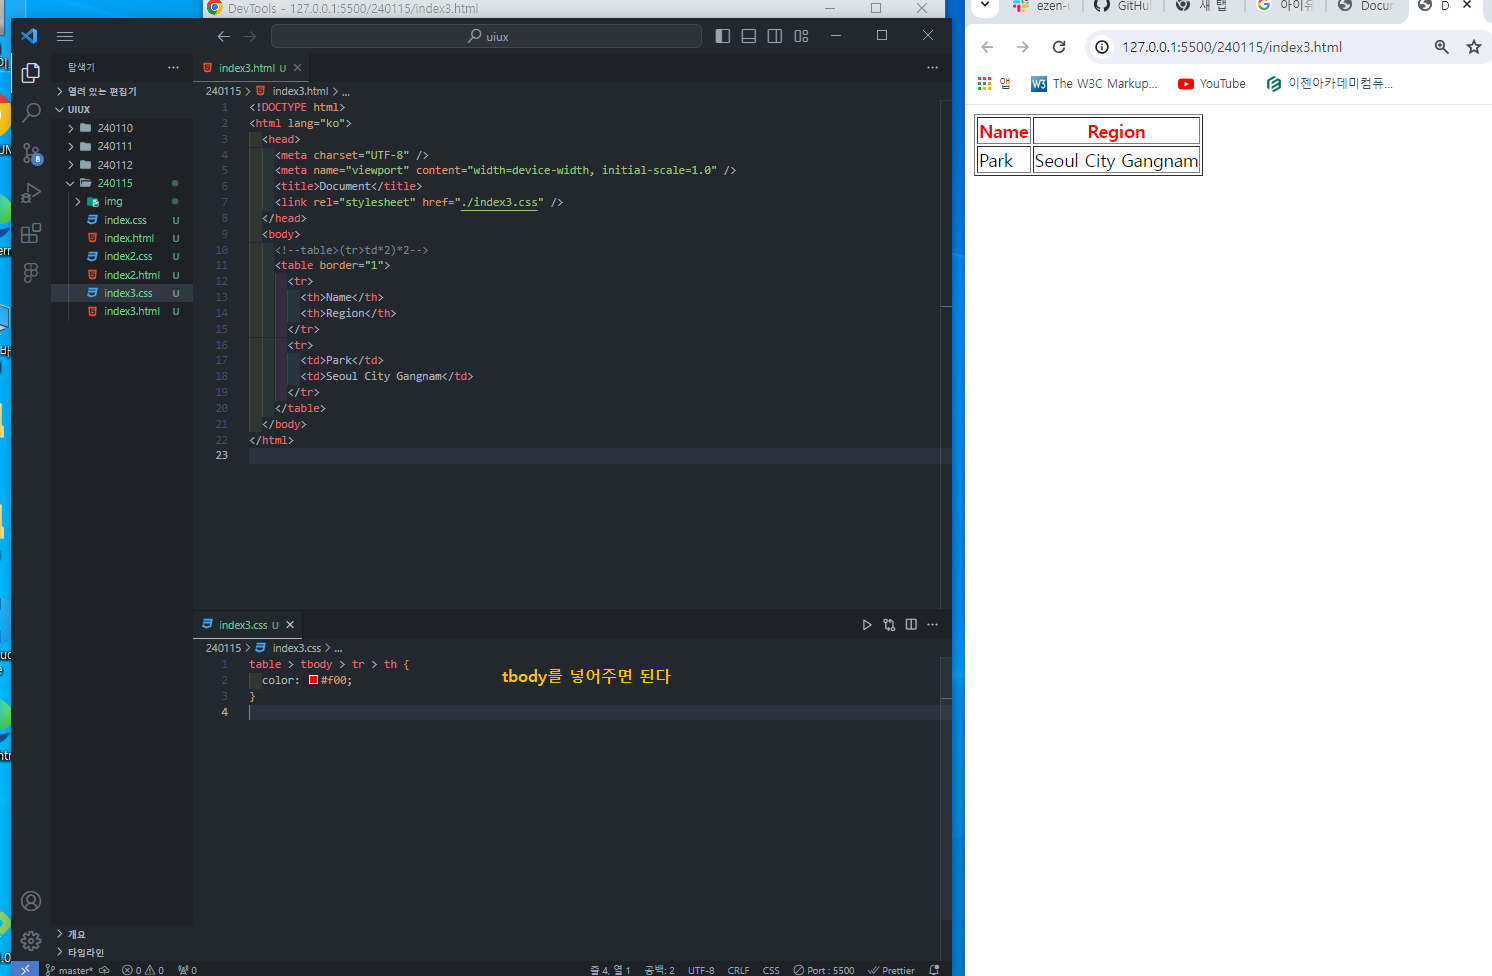 DevTools - 127.0.0.1:5500/240115/index3.html
uiux
탐색기
열려 있는 편집기
UIUX
240110
240111
240112
240115
img
index.css U
index.html U
index2.css U
index2.html U
index3.css U
index3.html U
개요
타임라인
8
index3.html U
240115 > index3.html > ...
1 <!DOCTYPE html>
2 <html lang="ko">
3 <head>
4 <meta charset="UTF-8" />
5 <meta name="viewport" content="width=device-width, initial-scale=1.0" />
6 <title>Document</title>
7 <link rel="stylesheet" href="./index3.css" />
8 </head>
9 <body>
10 <!--table>(tr>td*2)*2-->
11 <table border="1">
12 <tr>
13 <th>Name</th>
14 <th>Region</th>
15 </tr>
16 <tr>
17 <td>Park</td>
18 <td>Seoul City Gangnam</td>
19 </tr>
20 </table>
21 </body>
22 </html>
23
index3.css U
240115 > index3.css > ...
1 table > tbody > tr > th {
2 color: #f00;
3 }
4
tbody를 넣어주면 된다
master* 0 0 0 줄 4, 열 1 공백: 2 UTF-8 CRLF CSS Port : 5500 Prettier
ezen- GitHu 새 탭 아이유 Docur D
127.0.0.1:5500/240115/index3.html
앱 The W3C Markup... YouTube 이젠아카데미컴퓨...
Name Region
Park Seoul City Gangnam